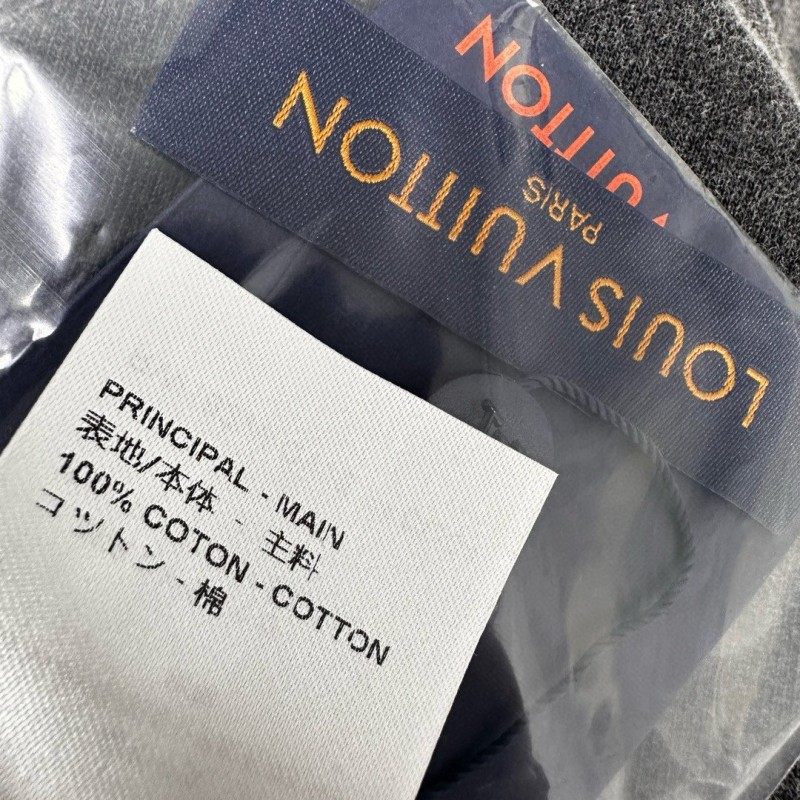 VUITTON
LOUIS VUITTON
PARIS
PRINCIPAL - MAIN
表地/本体 - 主料
100% COTON - COTTON
コットン - 棉